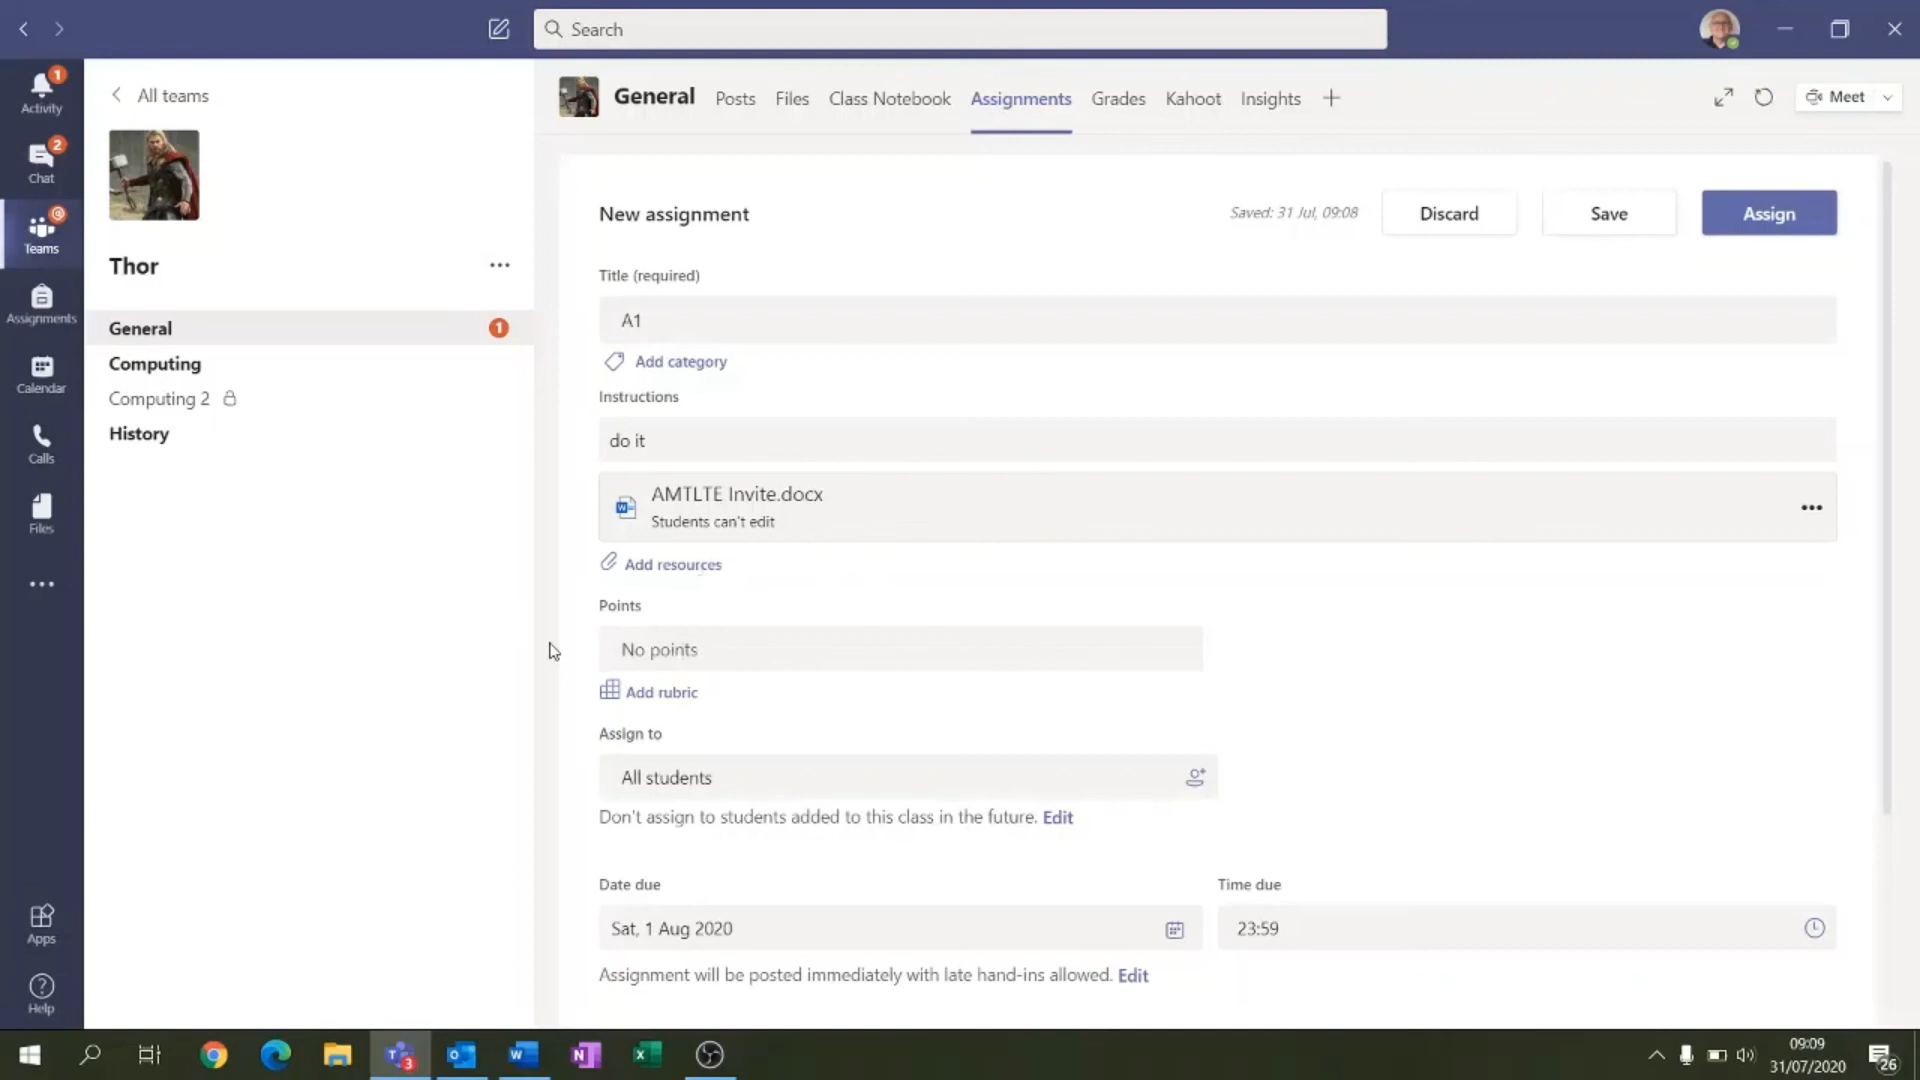 Search
Activity
1
Chat
2
Teams
Assignments
Calendar
Calls
Files
Apps
Help
All teams
Thor
General
1
Computing
Computing 2
History
General
Posts
Files
Class Notebook
Assignments
Grades
Kahoot
Insights
Meet
New assignment
Saved: 31 Jul, 09:08
Discard
Save
Assign
Title (required)
A1
Add category
Instructions
do it
AMTLTE Invite.docx
Students can't edit
Add resources
Points
No points
Add rubric
Assign to
All students
Don't assign to students added to this class in the future. Edit
Date due
Time due
Sat, 1 Aug 2020
23:59
Assignment will be posted immediately with late hand-ins allowed. Edit
3
09:09
31/07/2020
26